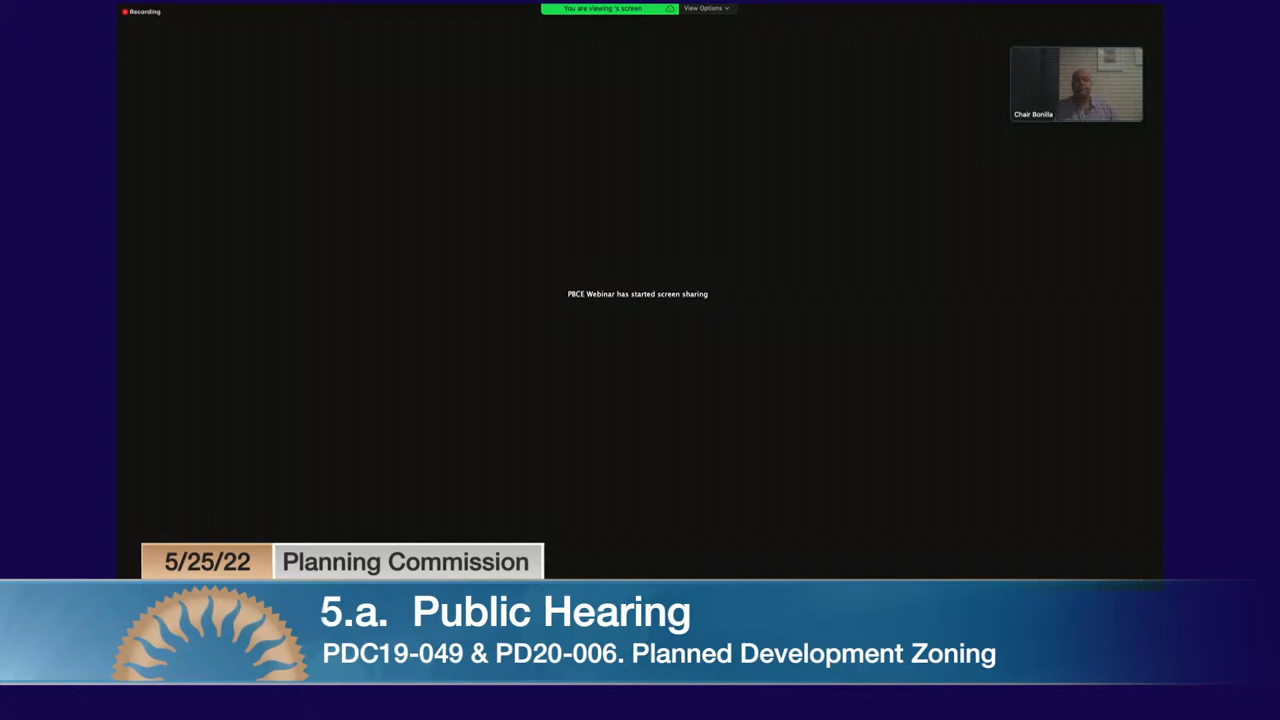 Recording
You are viewing 's screen
View Options
Chair Bonilla
PBCE Webinar has started screen sharing
5/25/22
Planning Commission
5.a. Public Hearing
PDC19-049 & PD20-006. Planned Development Zoning